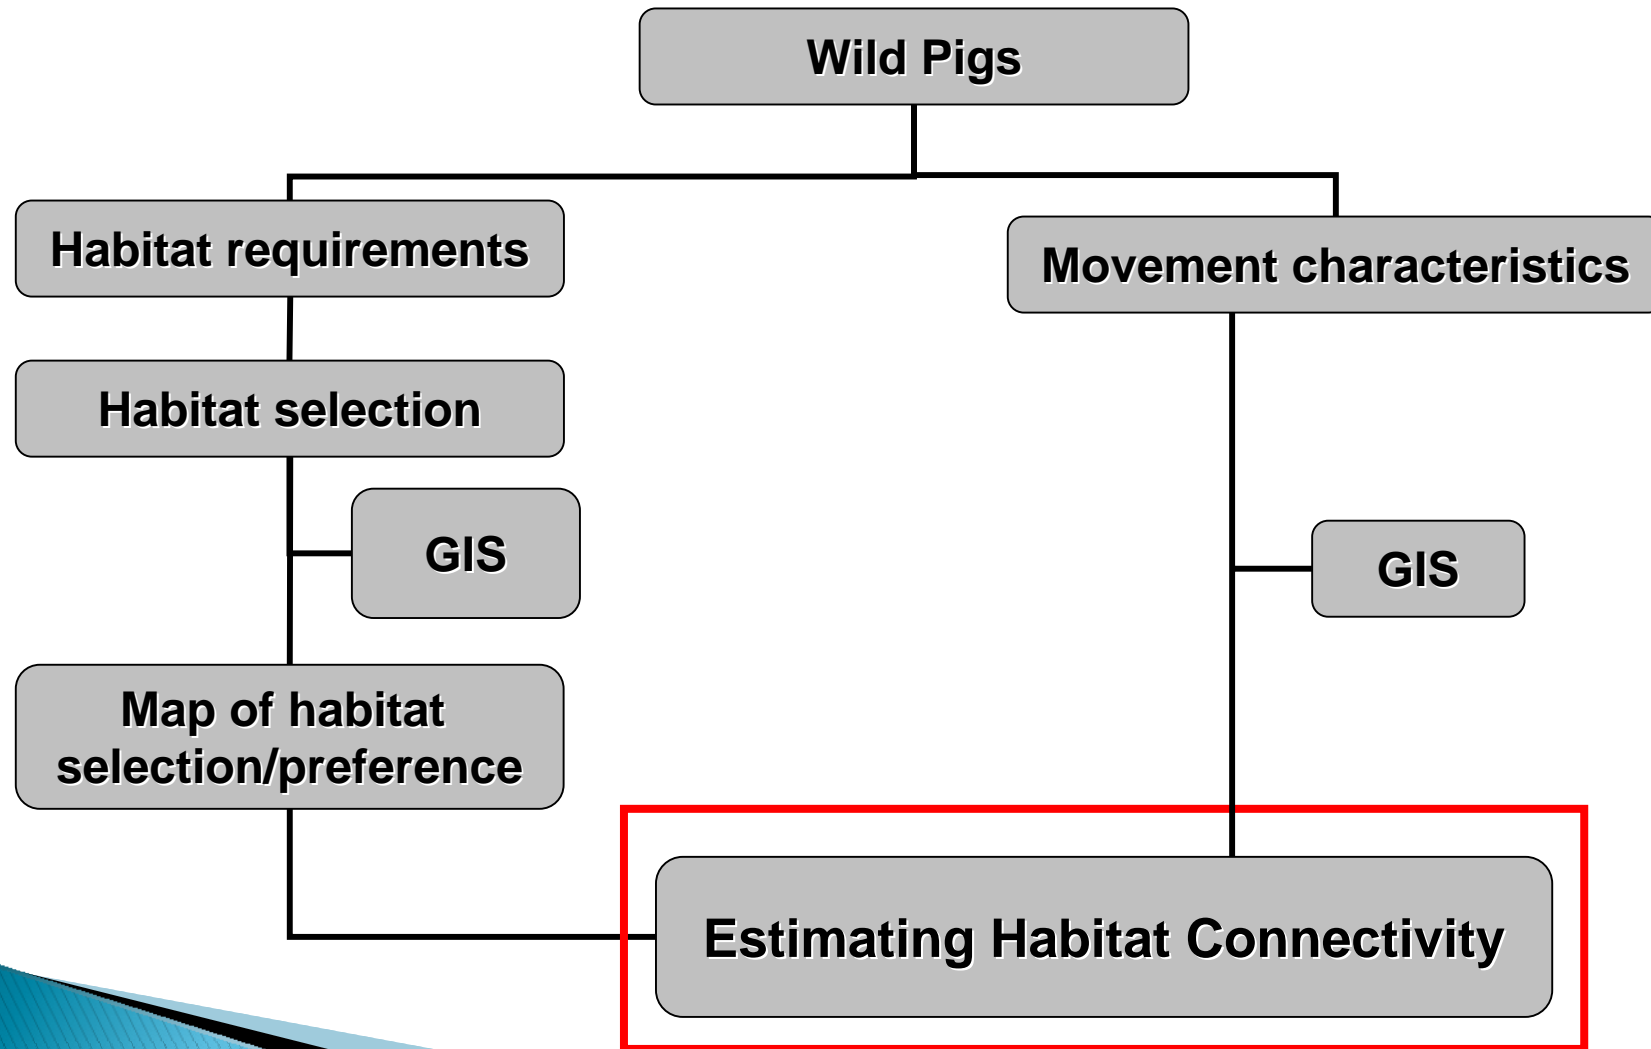 Wild Pigs
Habitat requirements
Movement characteristics
Habitat selection
GIS
GIS
Map of habitat
selection/preference
Estimating Habitat Connectivity